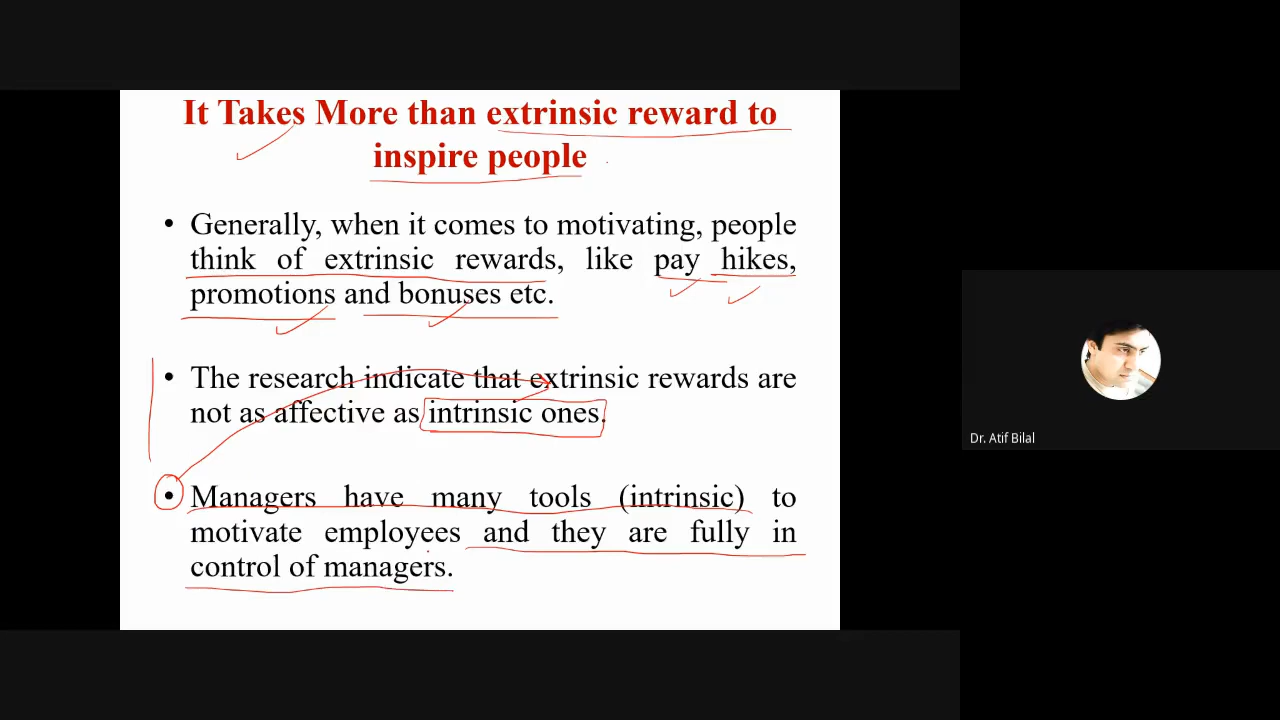 It Takes More than extrinsic reward to
inspire people
• Generally, when it comes to motivating, people
think of extrinsic rewards, like pay hikes,
promotions and bonuses etc.
• The research indicate that extrinsic rewards are
not as affective as intrinsic ones.
• Managers have many tools (intrinsic) to
motivate employees and they are fully in
control of managers.
Dr. Atif Bilal